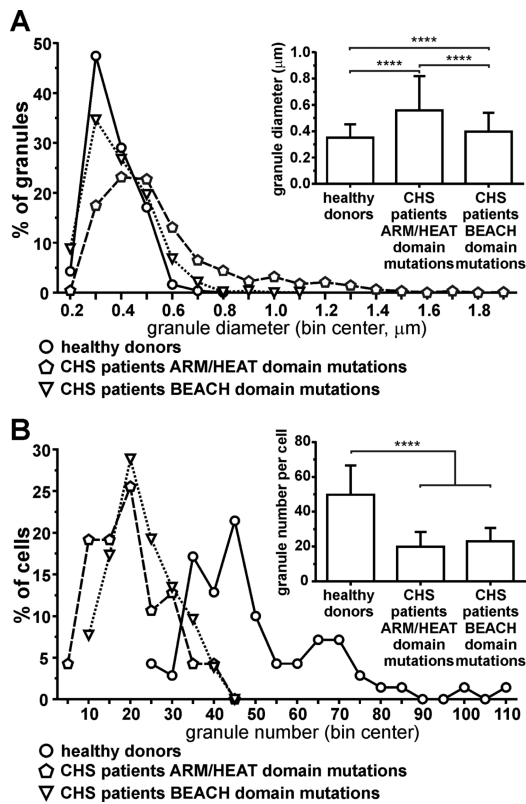 A
% of granules
50
40
30
20
10
0
0.2 0.4 0.6 0.8 1.0 1.2 1.4 1.6 1.8
granule diameter (bin center, μm)
granule diameter (μm)
1.0
0.8
0.6
0.4
0.2
0.0
****
**** ****
healthy donors
CHS patients ARM/HEAT domain mutations
CHS patients BEACH domain mutations
healthy donors
CHS patients ARM/HEAT domain mutations
CHS patients BEACH domain mutations
B
% of cells
30
25
20
15
10
5
0
10 20 30 40 50 60 70 80 90 100 110
granule number (bin center)
granule number per cell
80
60
40
20
0
****
healthy donors
CHS patients ARM/HEAT domain mutations
CHS patients BEACH domain mutations
healthy donors
CHS patients ARM/HEAT domain mutations
CHS patients BEACH domain mutations